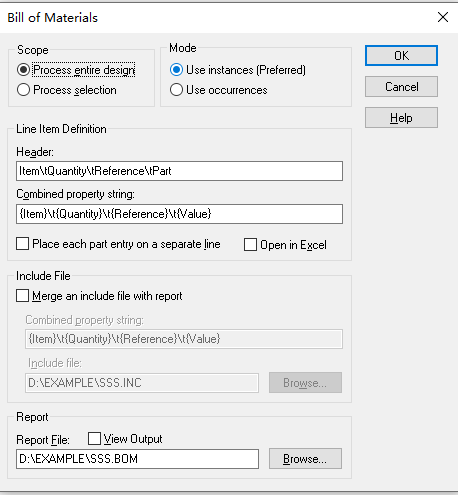 Bill of Materials
Scope
Process entire design
Process selection
Mode
Use instances (Preferred)
Use occurrences
OK
Cancel
Help
Line Item Definition
Header:
Item\tQuantity\tReference\tPart
Combined property string:
{Item}\t{Quantity}\t{Reference}\t{Value}
Place each part entry on a separate line
Open in Excel
Include File
Merge an include file with report
Combined property string:
{Item}\t{Quantity}\t{Reference}\t{Value}
Include file:
D:\EXAMPLE\SSS.INC
Browse...
Report
Report File:
View Output
D:\EXAMPLE\SSS.BOM
Browse...